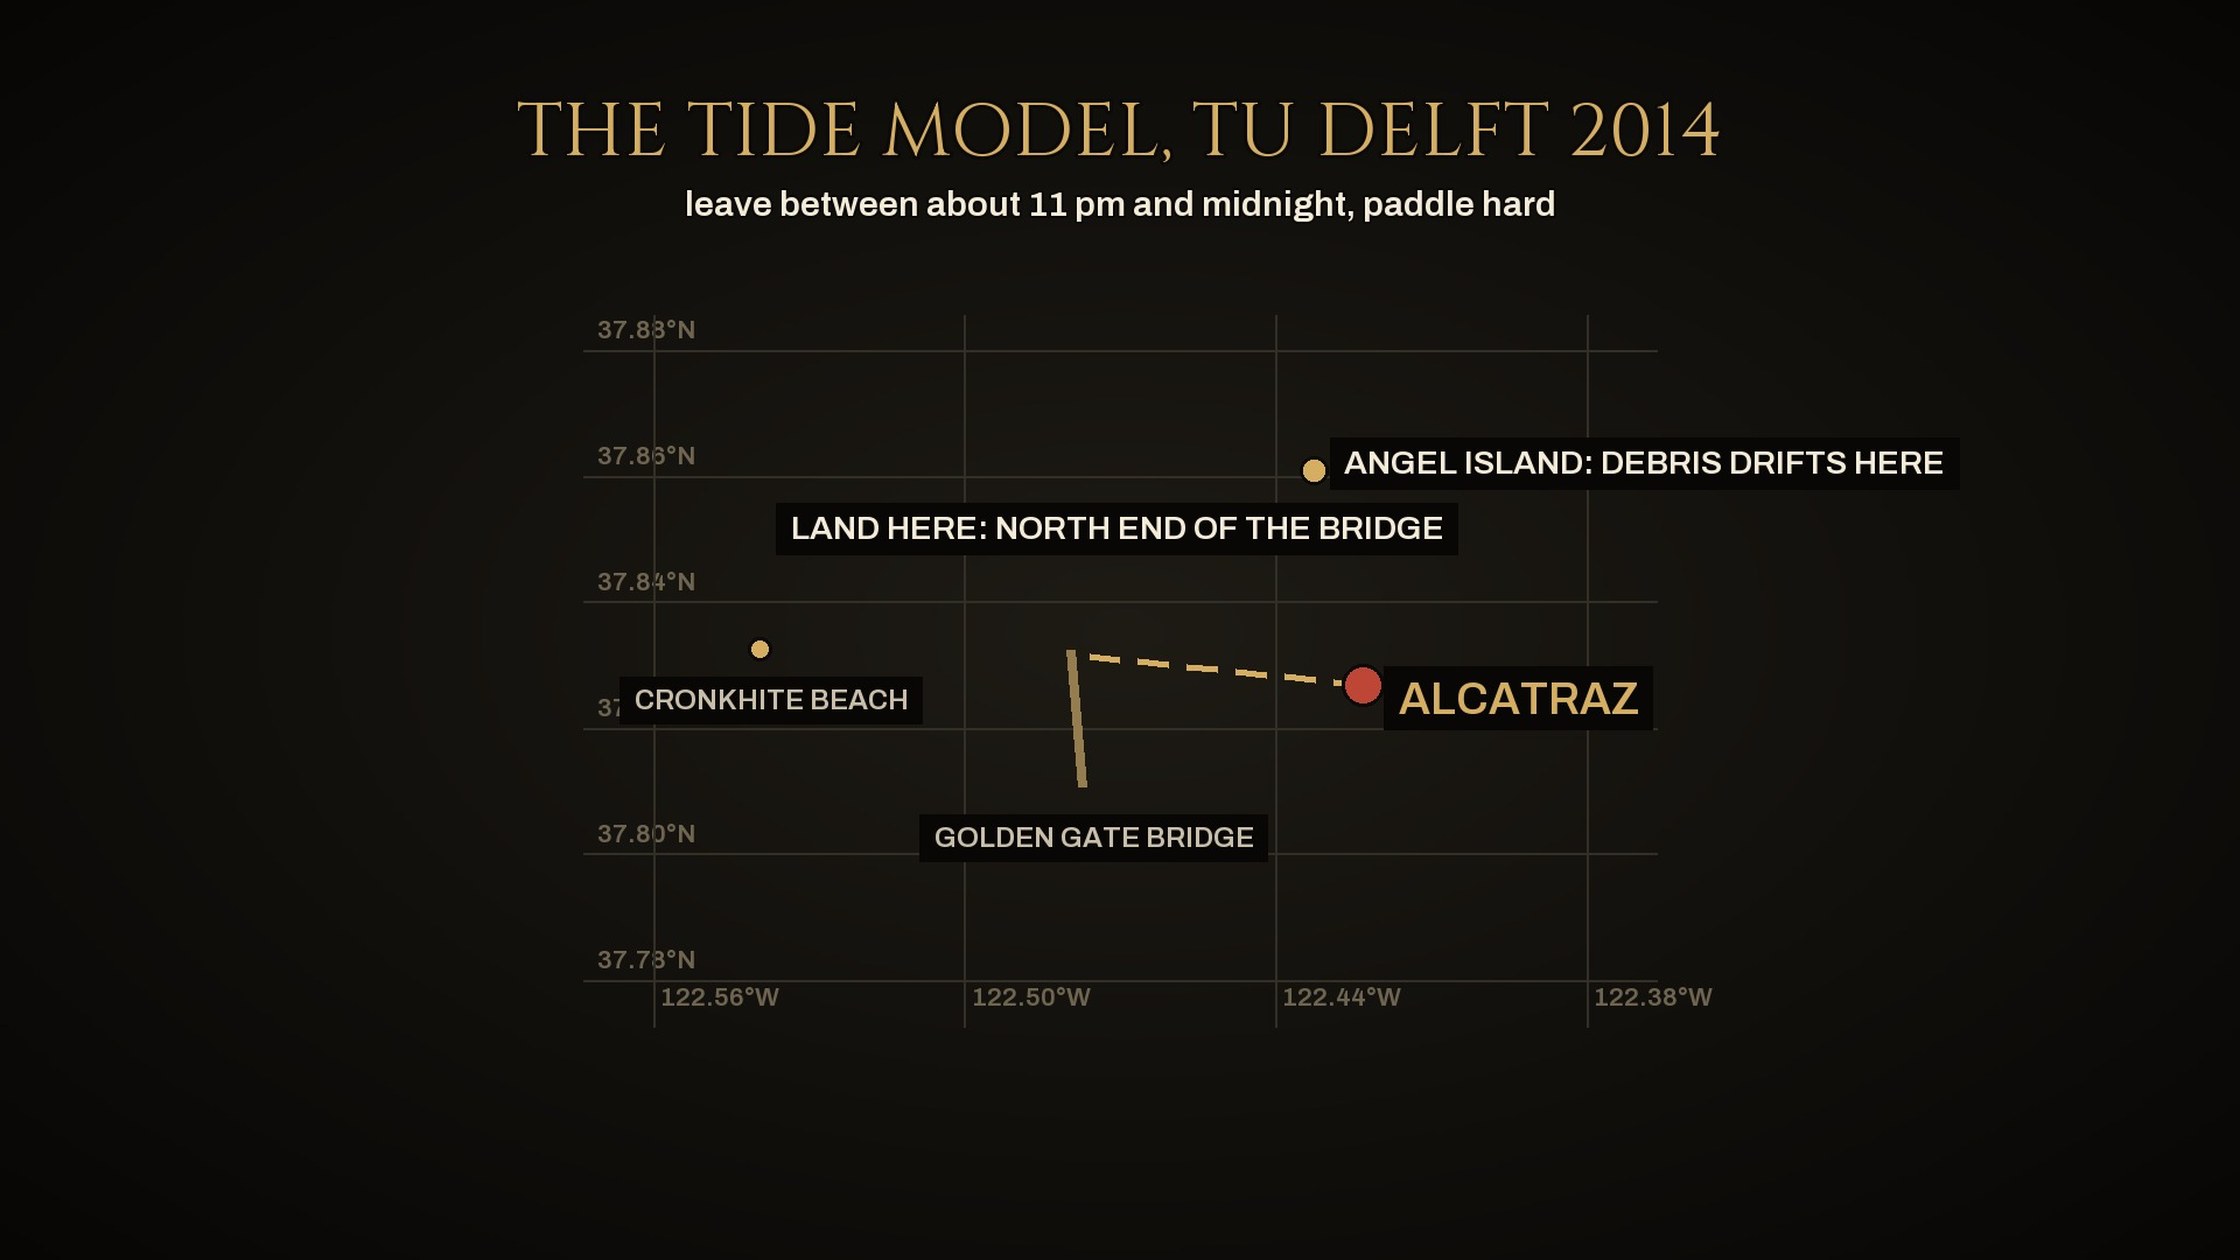 THE TIDE MODEL, TU DELFT 2014
leave between about 11 pm and midnight, paddle hard
37.88°N
37.86°N
ANGEL ISLAND: DEBRIS DRIFTS HERE
LAND HERE: NORTH END OF THE BRIDGE
37.84°N
CRONKHITE BEACH
ALCATRAZ
37.80°N
GOLDEN GATE BRIDGE
37.78°N
122.56°W
122.50°W
122.44°W
122.38°W